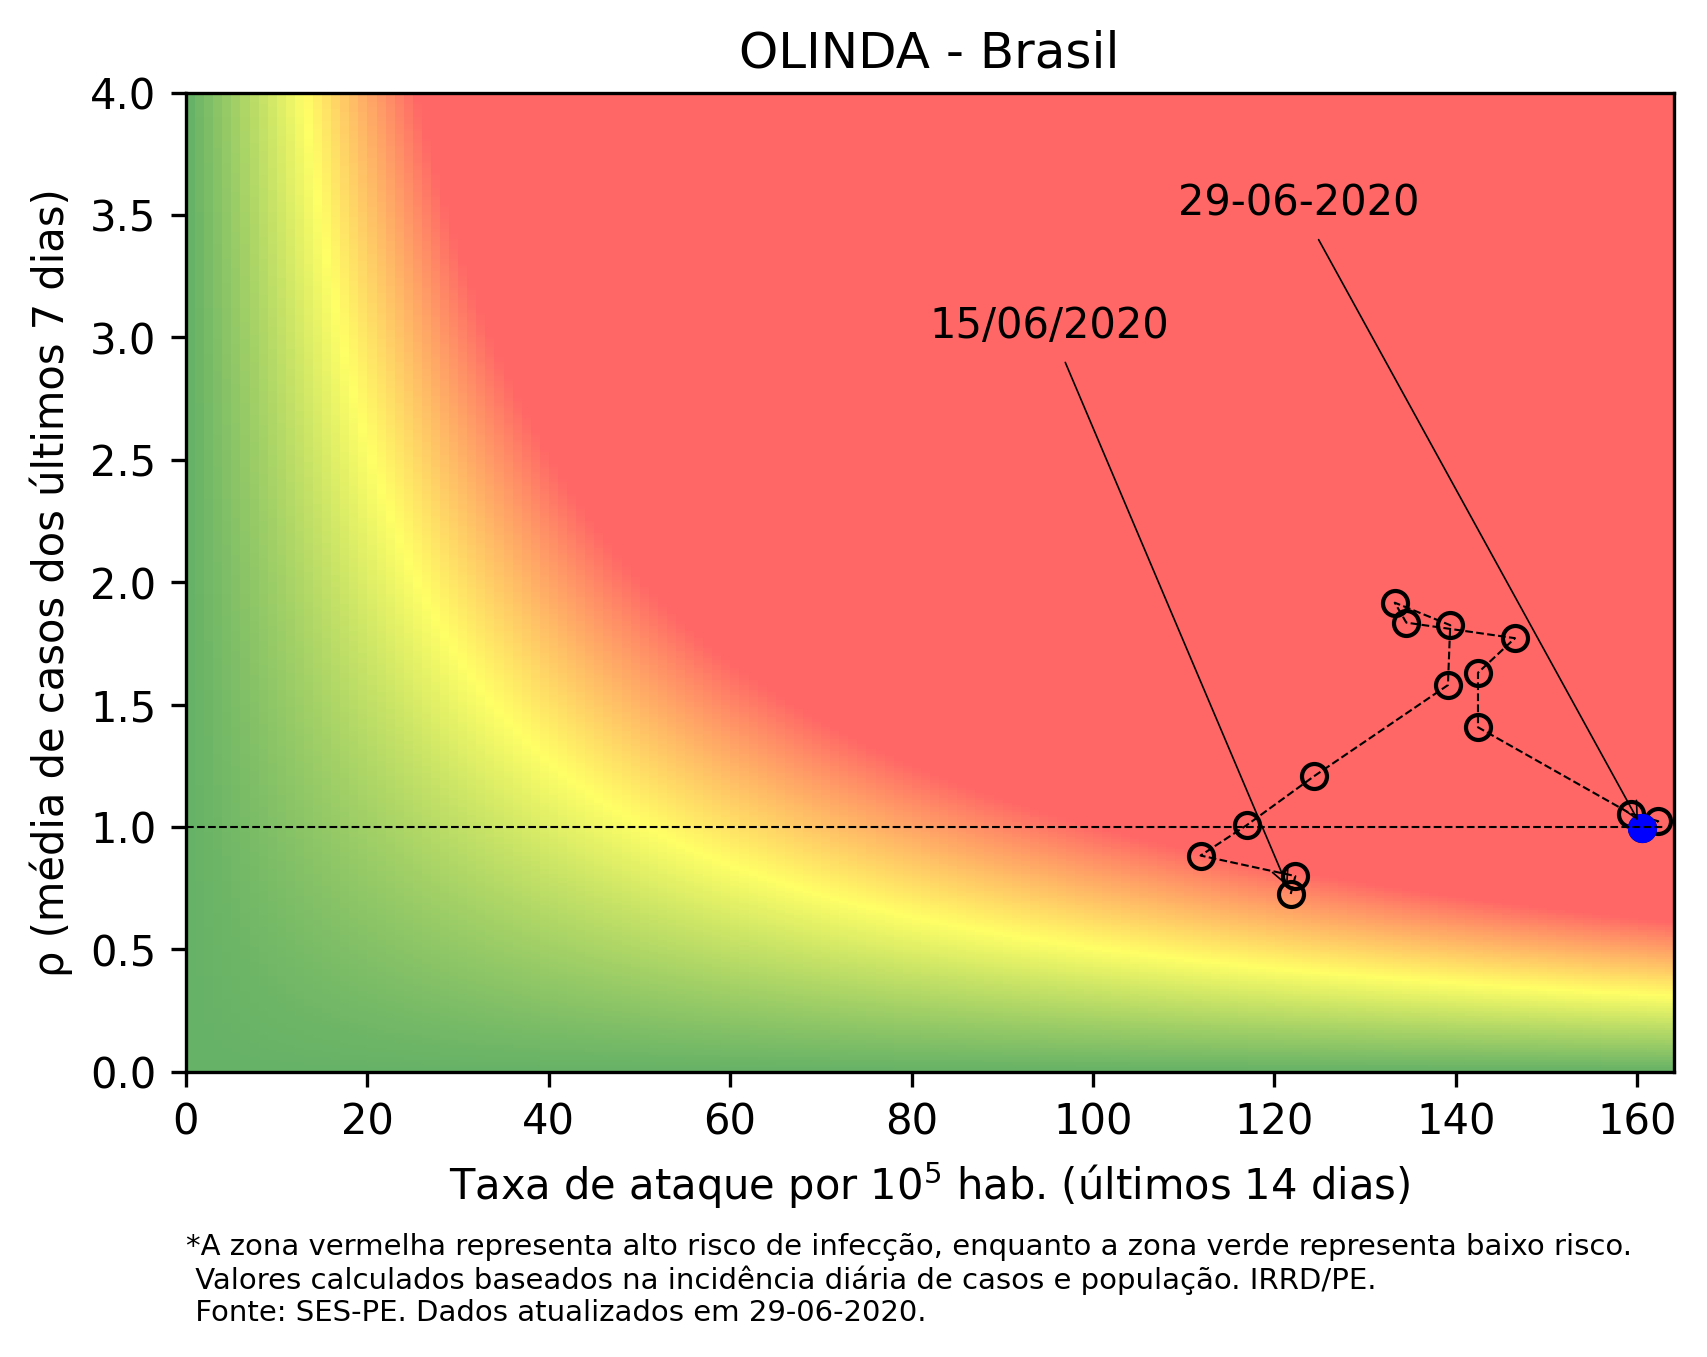 OLINDA - Brasil
4.0
3.5
3.0
2.5
2.0
1.5
1.0
0.5
0.0
ρ (média de casos dos últimos 7 dias)
29-06-2020
15/06/2020
0 20 40 60 80 100 120 140 160
Taxa de ataque por 10⁵ hab. (últimos 14 dias)
*A zona vermelha representa alto risco de infecção, enquanto a zona verde representa baixo risco.
Valores calculados baseados na incidência diária de casos e população. IRRD/PE.
Fonte: SES-PE. Dados atualizados em 29-06-2020.